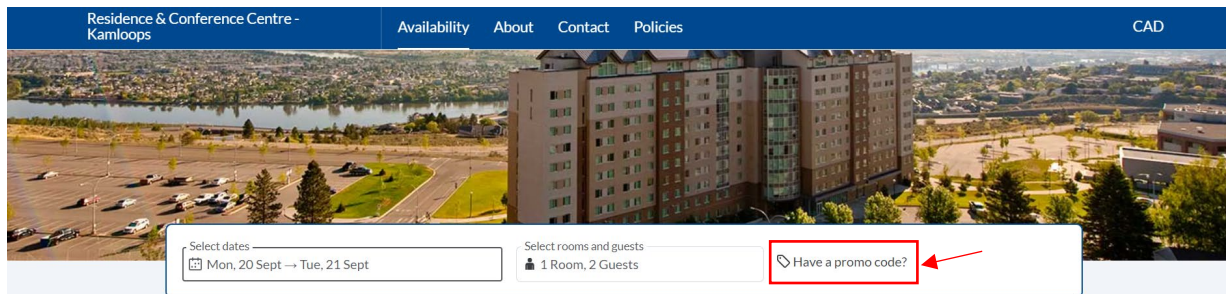 Residence & Conference Centre -
Kamloops
Availability
About
Contact
Policies
CAD
Select dates
Mon, 20 Sept → Tue, 21 Sept
Select rooms and guests
1 Room, 2 Guests
Have a promo code?